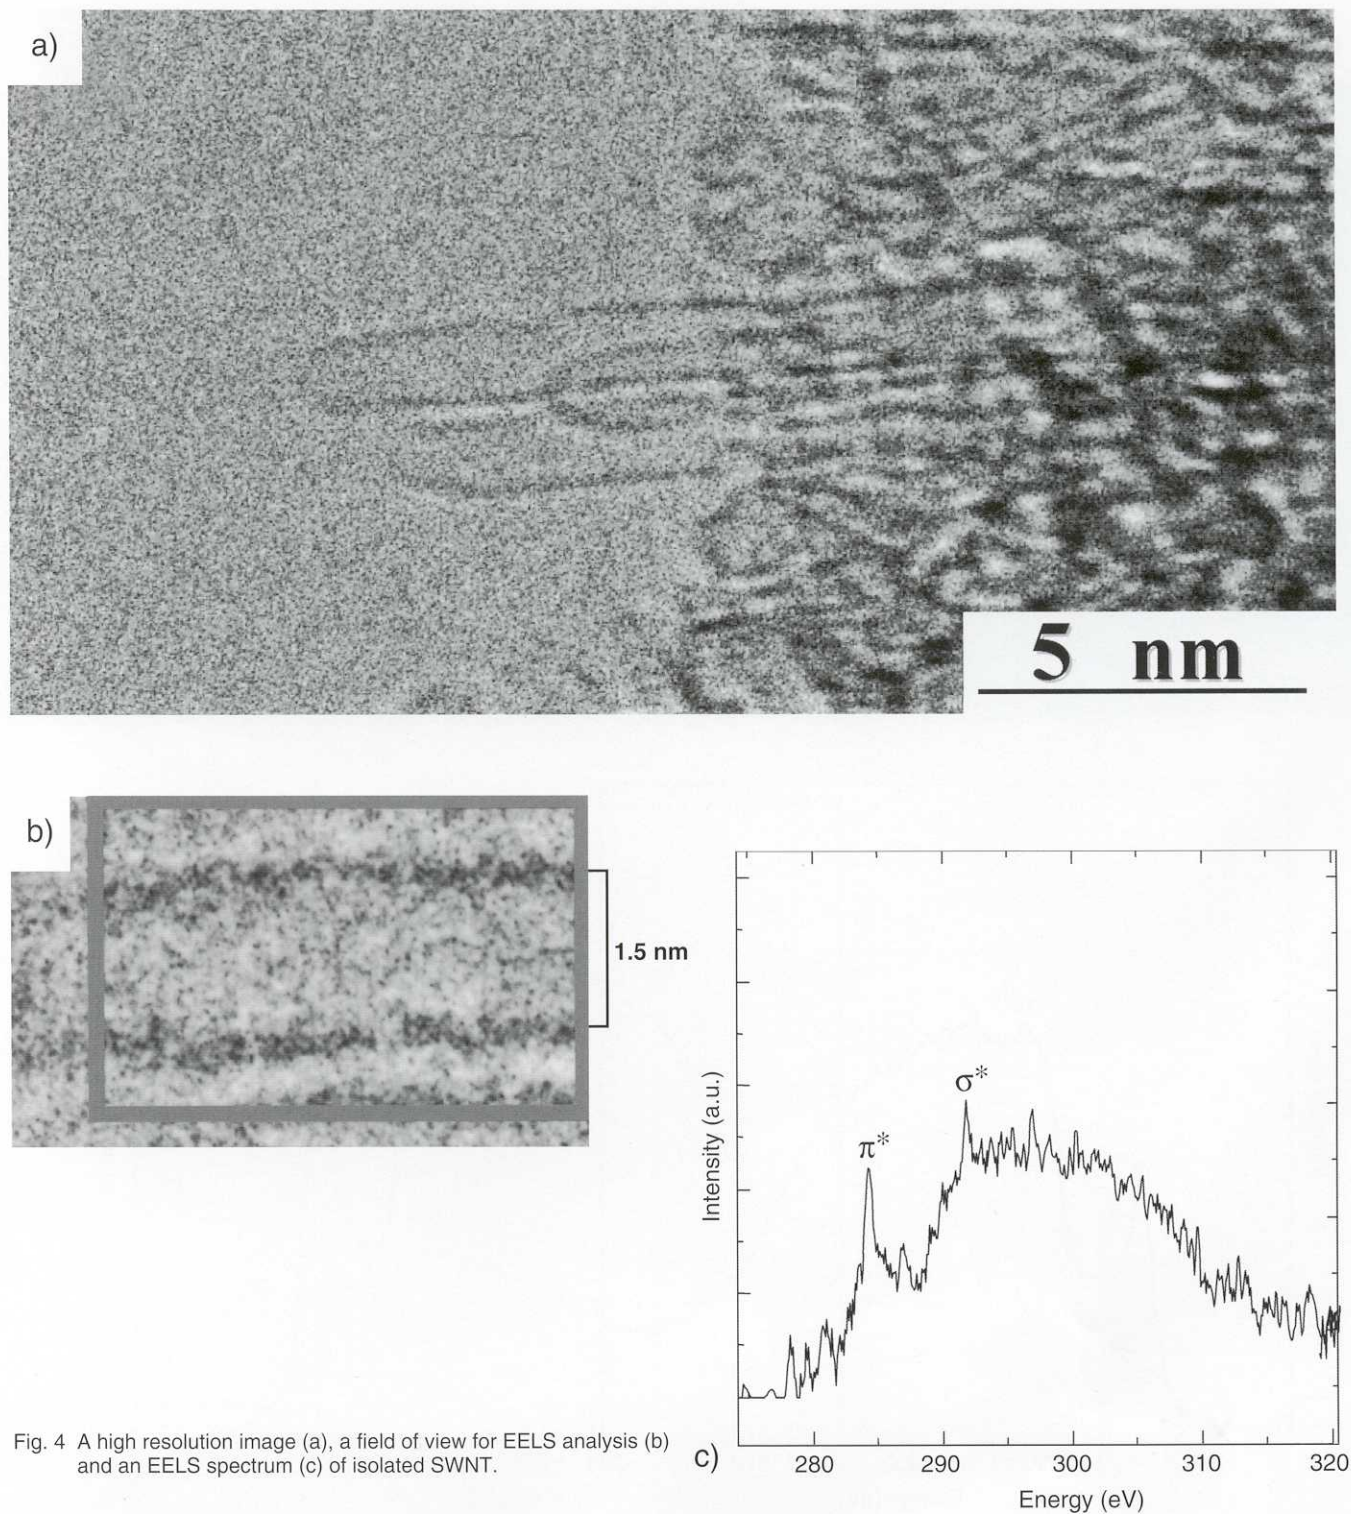 a)
5 nm
b)
1.5 nm
σ*
π*
Intensity (a.u.)
280 290 300 310 320
Energy (eV)
c)
Fig. 4 A high resolution image (a), a field of view for EELS analysis (b)
and an EELS spectrum (c) of isolated SWNT.